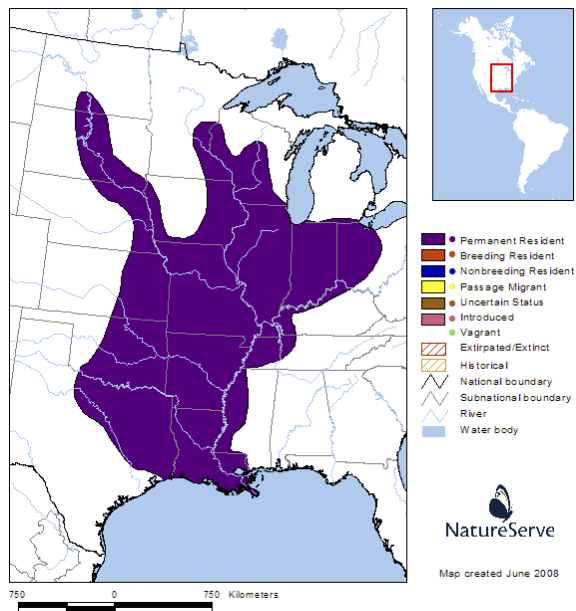 Permanent Resident
Breeding Resident
Nonbreeding Resident
Passage Migrant
Uncertain Status
Introduced
Vagrant
Extirpated/Extinct
Historical
National boundary
Subnational boundary
River
Water body
NatureServe
Map created June 2008
750 0 750 Kilometers